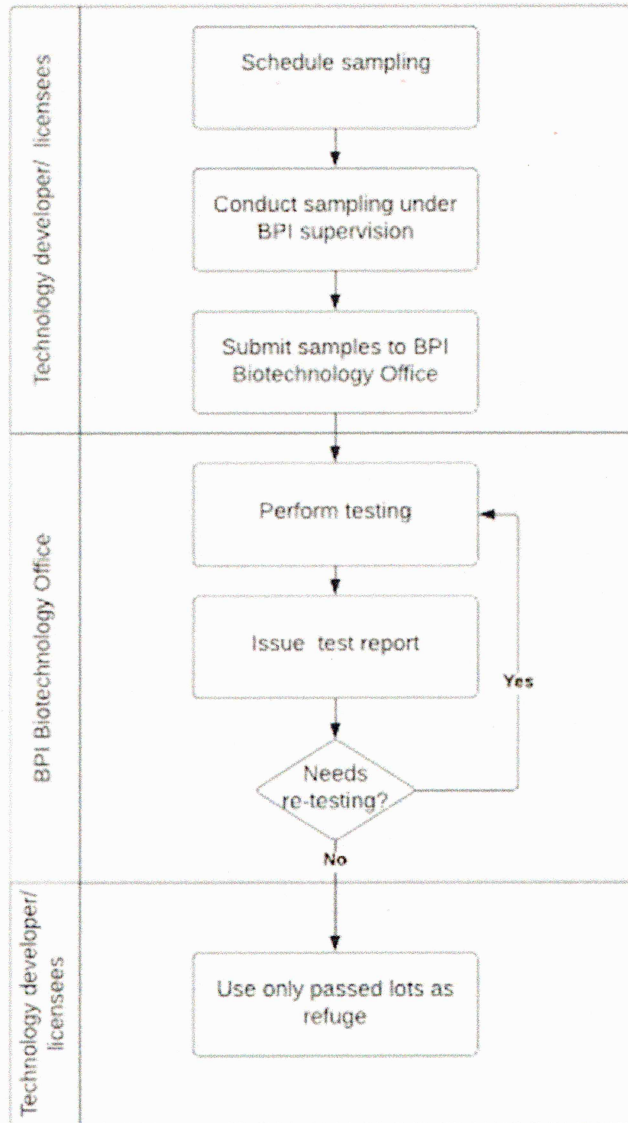 Technology developer/ licensees
Schedule sampling
Conduct sampling under
BPI supervision
Submit samples to BPI
Biotechnology Office
BPI Biotechnology Office
Perform testing
Issue test report
Yes
Needs
re-testing?
No
Technology developer/
licensees
Use only passed lots as
refuge